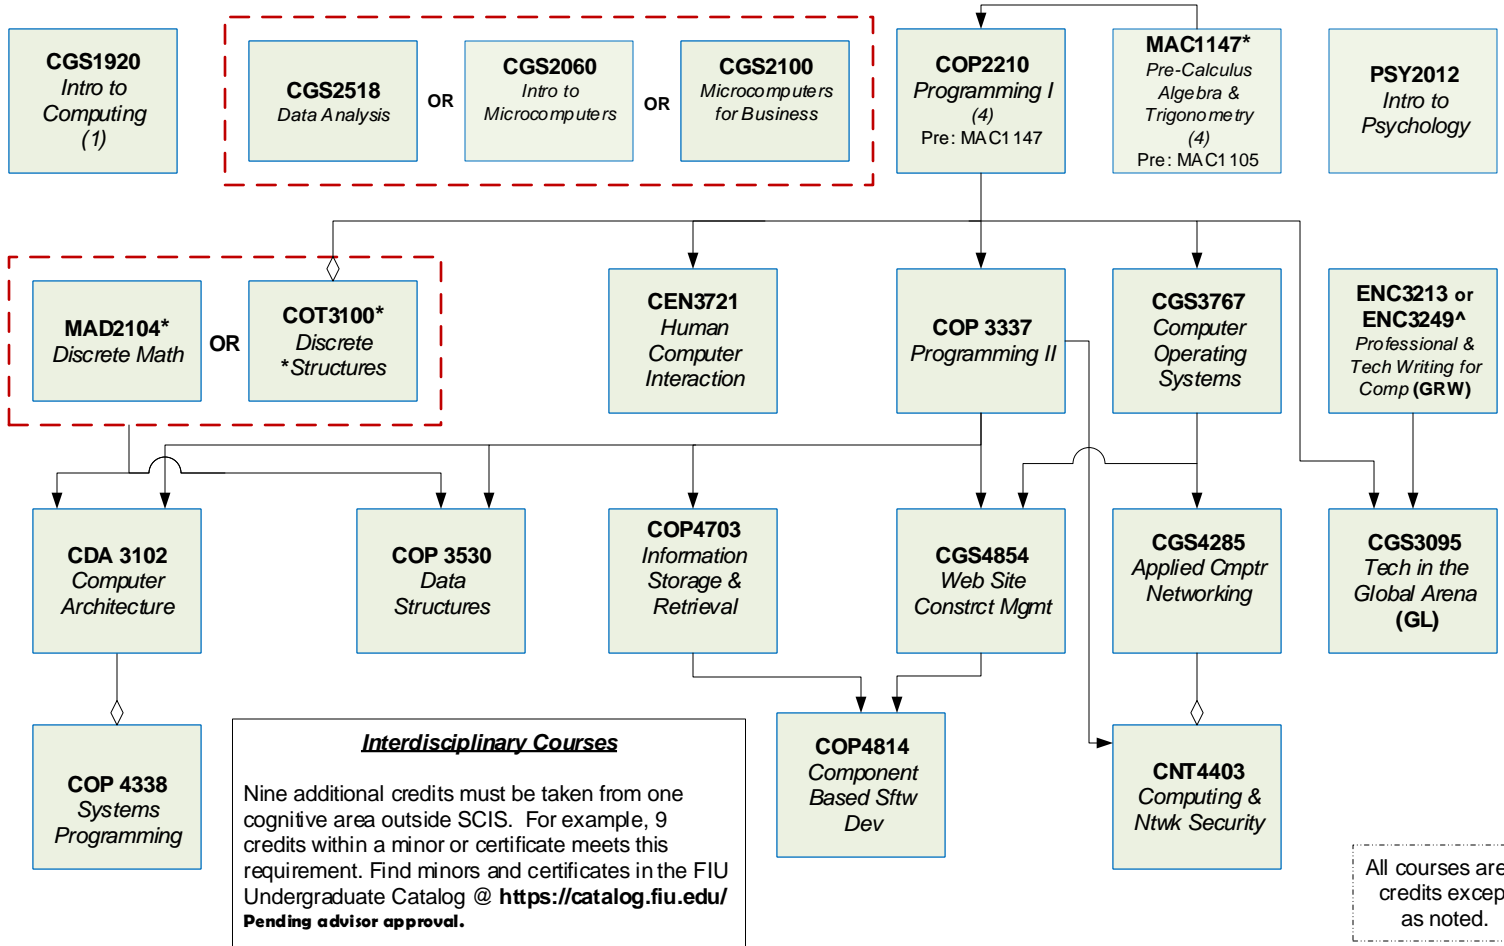 CGS1920
Intro to
Computing
(1)
CGS2518
Data Analysis
OR
CGS2060
Intro to
Microcomputers
OR
CGS2100
Microcomputers
for Business
COP2210
Programming I
(4)
Pre: MAC1147
MAC1147*
Pre-Calculus
Algebra &
Trigonometry
(4)
Pre: MAC1105
PSY2012
Intro to
Psychology
MAD2104*
Discrete Math
OR
COT3100*
Discrete
*Structures
CEN3721
Human
Computer
Interaction
COP 3337
Programming II
CGS3767
Computer
Operating
Systems
ENC3213 or
ENC3249^
Professional &
Tech Writing for
Comp (GRW)
CDA 3102
Computer
Architecture
COP 3530
Data
Structures
COP4703
Information
Storage &
Retrieval
CGS4854
Web Site
Constrct Mgmt
CGS4285
Applied Cmptr
Networking
CGS3095
Tech in the
Global Arena
(GL)
COP 4338
Systems
Programming
Interdisciplinary Courses
Nine additional credits must be taken from one
cognitive area outside SCIS. For example, 9
credits within a minor or certificate meets this
requirement. Find minors and certificates in the FIU
Undergraduate Catalog @ https://catalog.fiu.edu/
Pending advisor approval.
COP4814
Component
Based Sftw
Dev
CNT4403
Computing &
Ntwk Security
All courses are
credits excep
as noted.